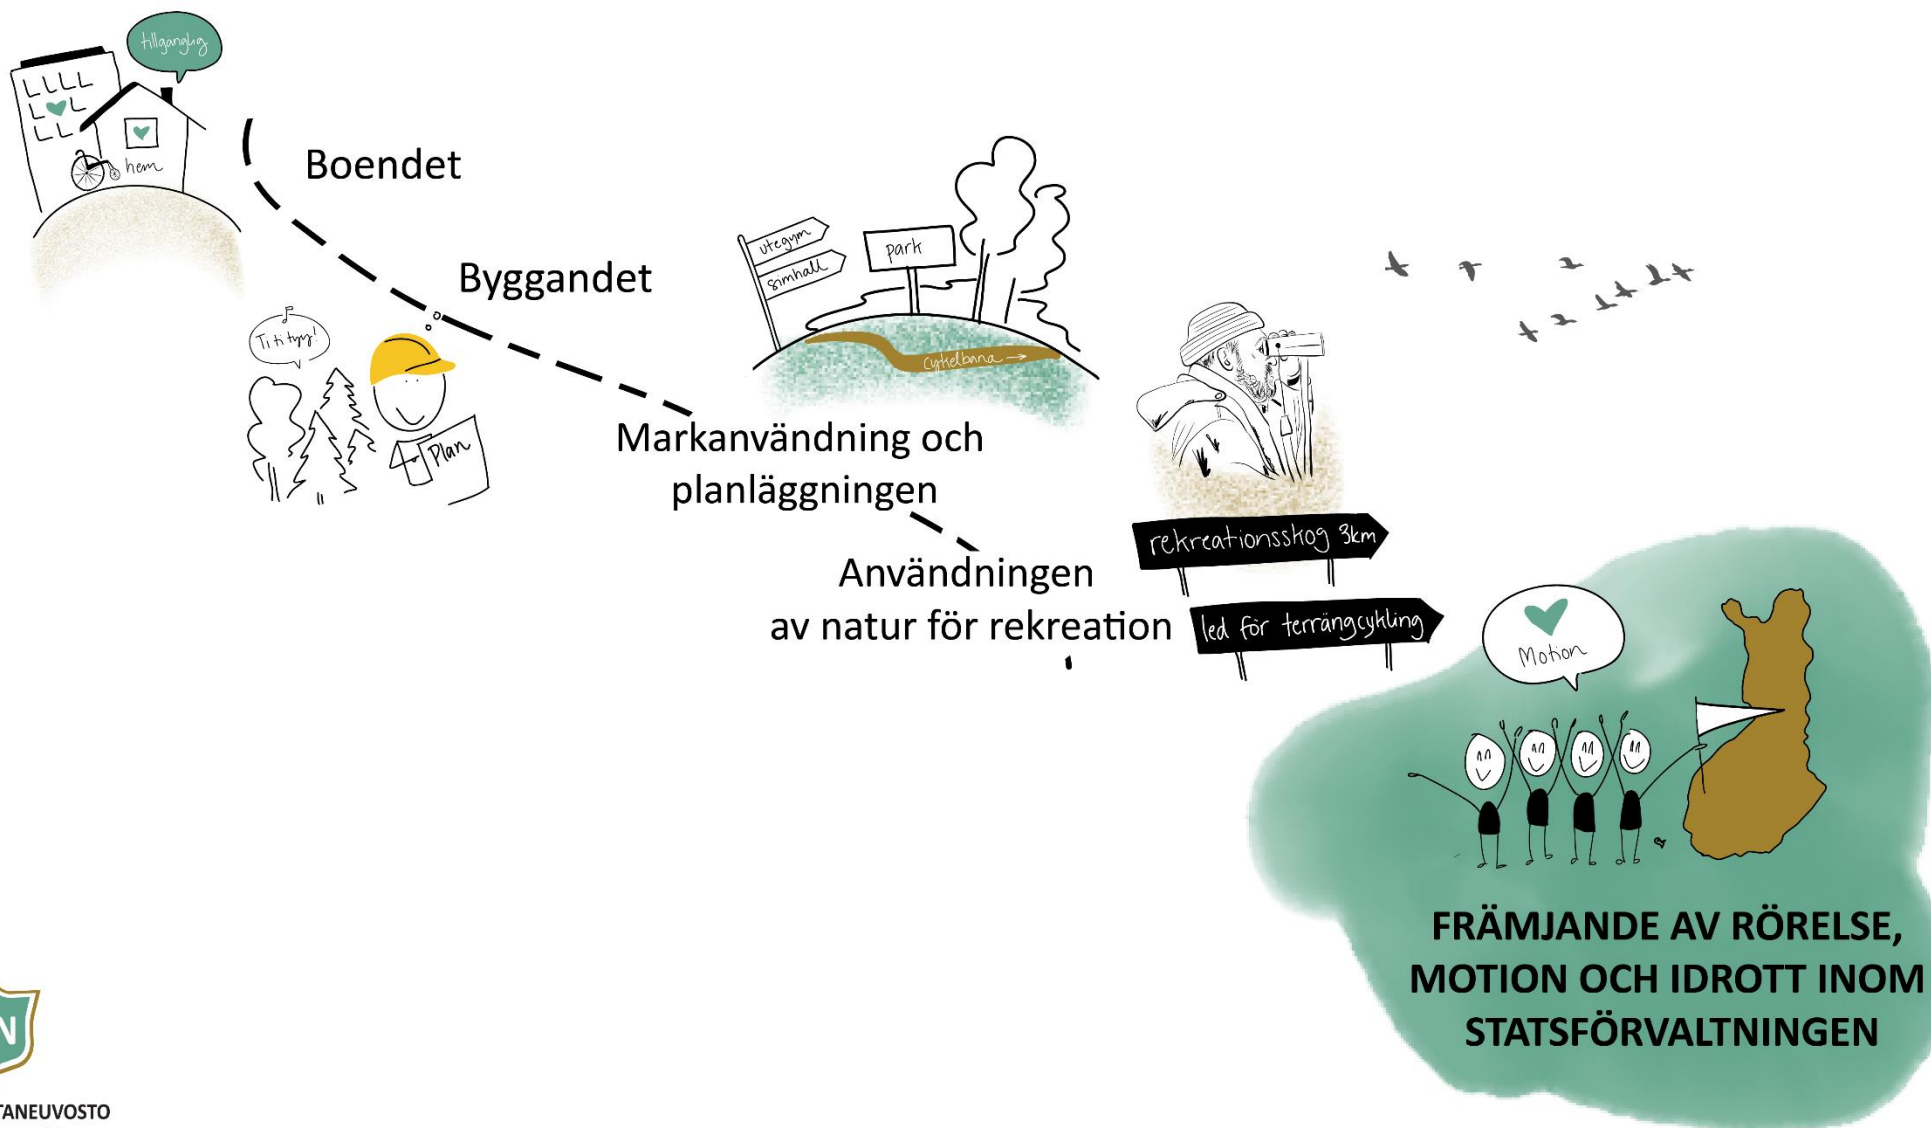 tillgänglig
hem
Boendet
Byggandet
Ti ti tyy!
Plan
utegym
simhall
park
cykelbana
Markanvändning och
planläggningen
Användningen
av natur för rekreation
rekreationsskog 3km
led för terrängcykling
Motion
FRÄMJANDE AV RÖRELSE,
MOTION OCH IDROTT INOM
STATSFÖRVALTNINGEN
N
TANEUVOSTO